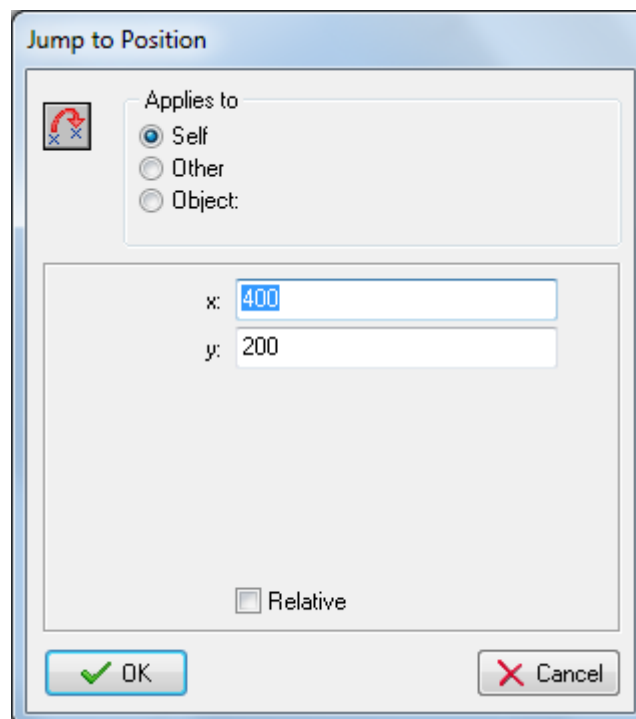 Jump to Position
Applies to
Self
Other
Object:
x: 400
y: 200
Relative
OK
Cancel